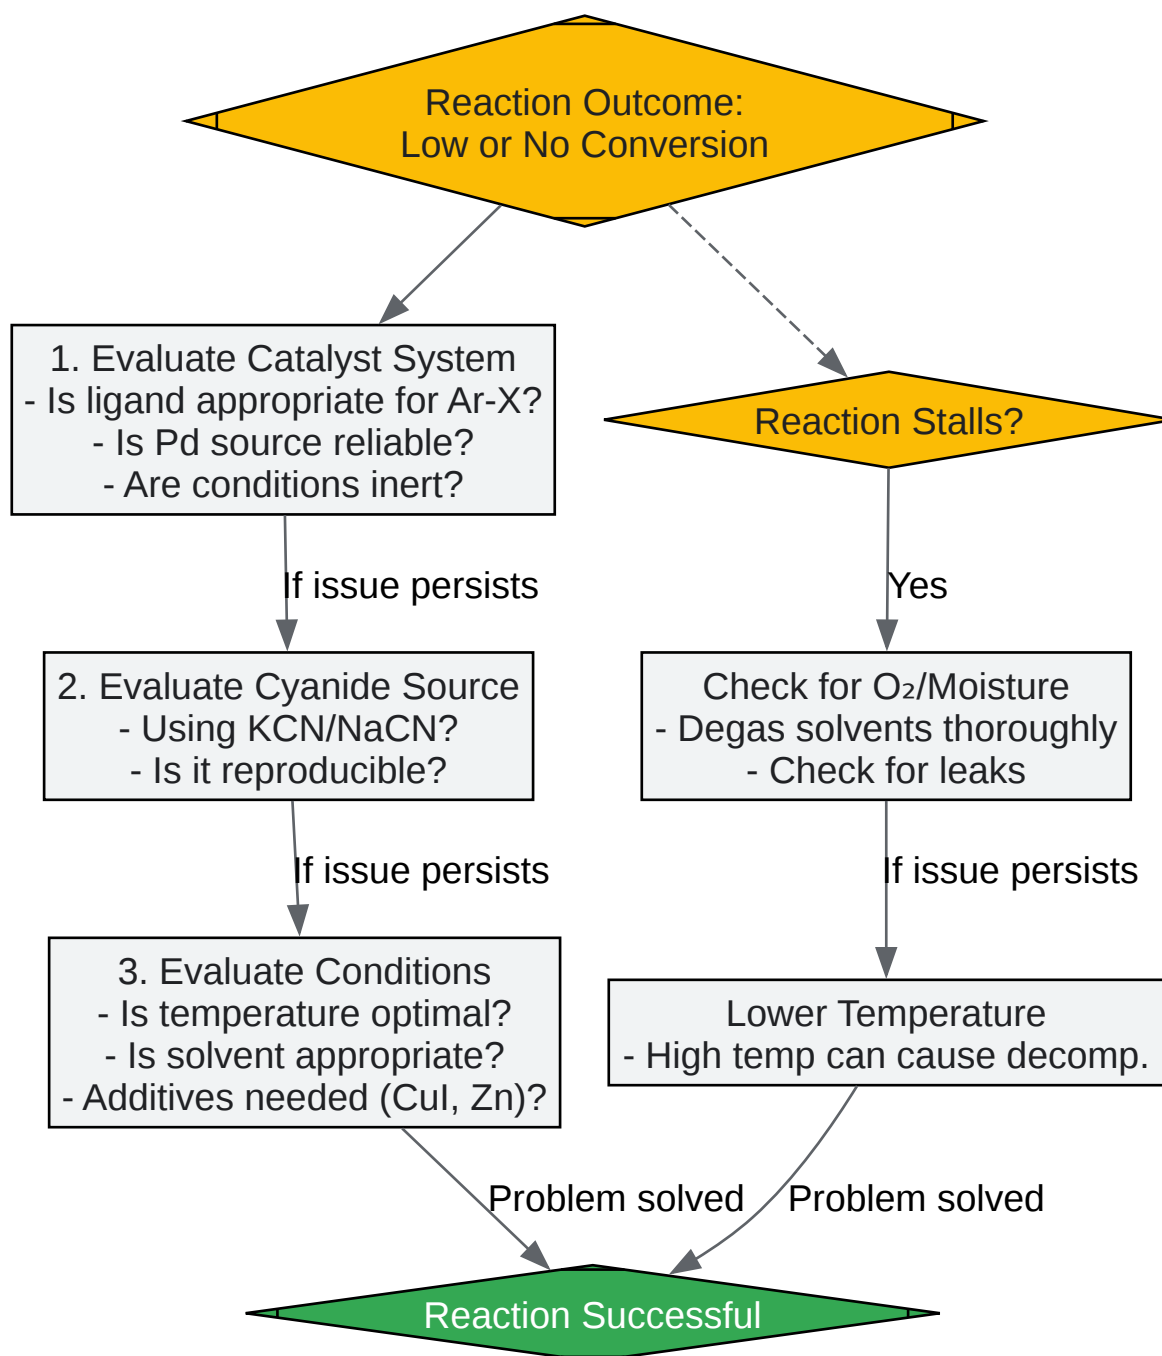 Reaction Outcome:
Low or No Conversion
1. Evaluate Catalyst System
- Is ligand appropriate for Ar-X?
- Is Pd source reliable?
- Are conditions inert?
Reaction Stalls?
If issue persists
Yes
2. Evaluate Cyanide Source
- Using KCN/NaCN?
- Is it reproducible?
Check for O₂/Moisture
- Degas solvents thoroughly
- Check for leaks
If issue persists
If issue persists
3. Evaluate Conditions
- Is temperature optimal?
- Is solvent appropriate?
- Additives needed (CuI, Zn)?
Lower Temperature
- High temp can cause decomp.
Problem solved
Problem solved
Reaction Successful